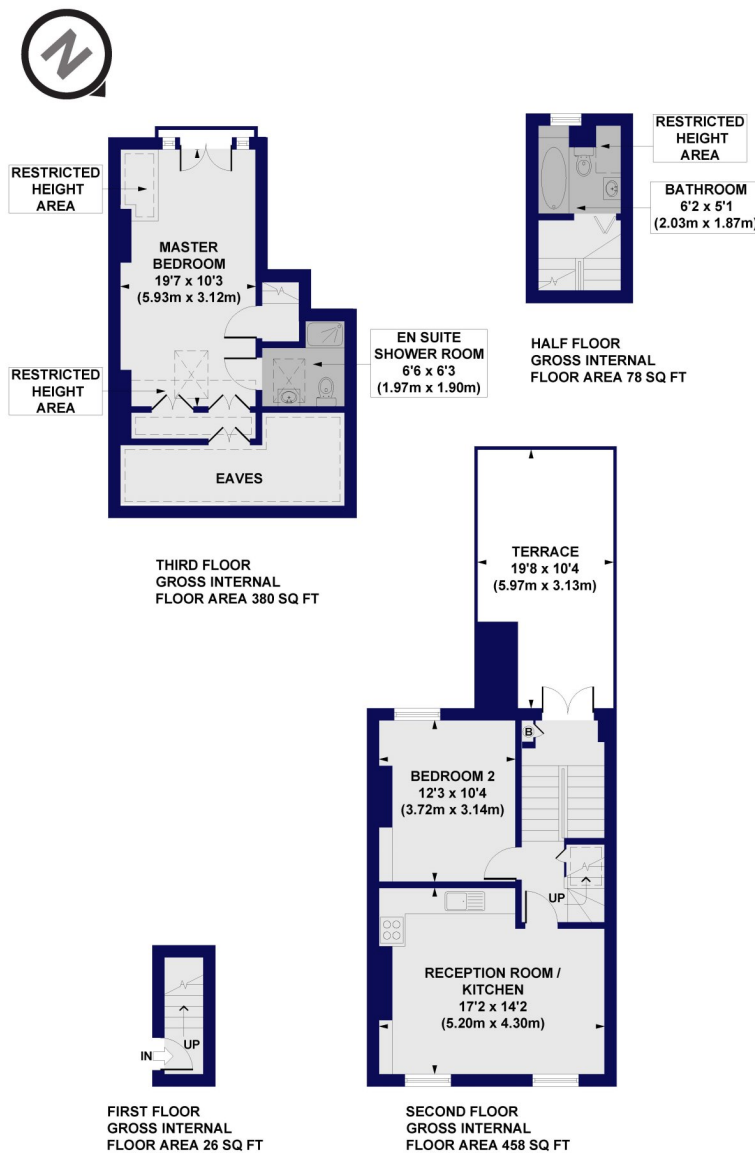 N
RESTRICTED
HEIGHT
AREA
MASTER
BEDROOM
19'7 x 10'3
(5.93m x 3.12m)
RESTRICTED
HEIGHT
AREA
EN SUITE
SHOWER ROOM
6'6 x 6'3
(1.97m x 1.90m)
EAVES
THIRD FLOOR
GROSS INTERNAL
FLOOR AREA 380 SQ FT
RESTRICTED
HEIGHT
AREA
BATHROOM
6'2 x 5'1
(2.03m x 1.87m)
HALF FLOOR
GROSS INTERNAL
FLOOR AREA 78 SQ FT
TERRACE
19'8 x 10'4
(5.97m x 3.13m)
B
BEDROOM 2
12'3 x 10'4
(3.72m x 3.14m)
UP
RECEPTION ROOM /
KITCHEN
17'2 x 14'2
(5.20m x 4.30m)
IN
UP
FIRST FLOOR
GROSS INTERNAL
FLOOR AREA 26 SQ FT
SECOND FLOOR
GROSS INTERNAL
FLOOR AREA 458 SQ FT